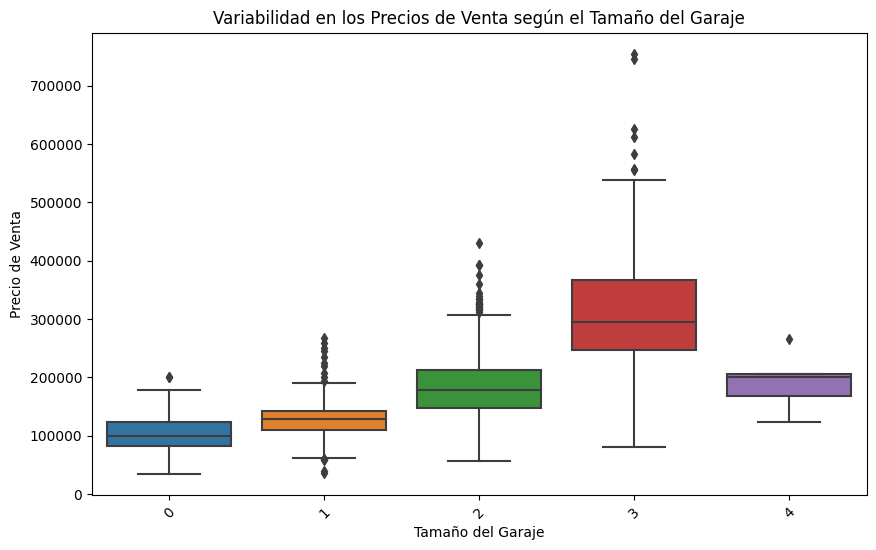 Variabilidad en los Precios de Venta según el Tamaño del Garaje
Precio de Venta
700000
600000
500000
400000
300000
200000
100000
0
0 1 2 3 4
Tamaño del Garaje